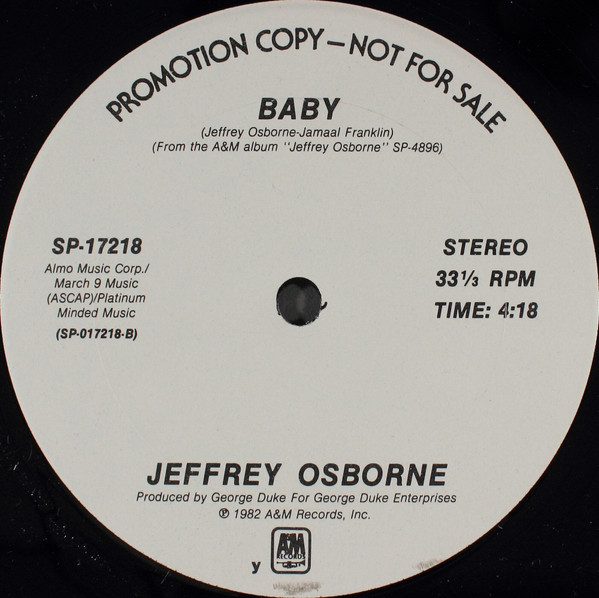 PROMOTION COPY—NOT FOR SALE
BABY
(Jeffrey Osborne-Jamaal Franklin)
(From the A&M album "Jeffrey Osborne" SP-4896)
SP-17218
Almo Music Corp./
March 9 Music
(ASCAP)/Platinum
Minded Music
(SP-017218-B)
STEREO
33⅓ RPM
TIME: 4:18
JEFFREY OSBORNE
Produced by George Duke For George Duke Enterprises
℗ 1982 A&M Records, Inc.
A&M
RECORDS
y